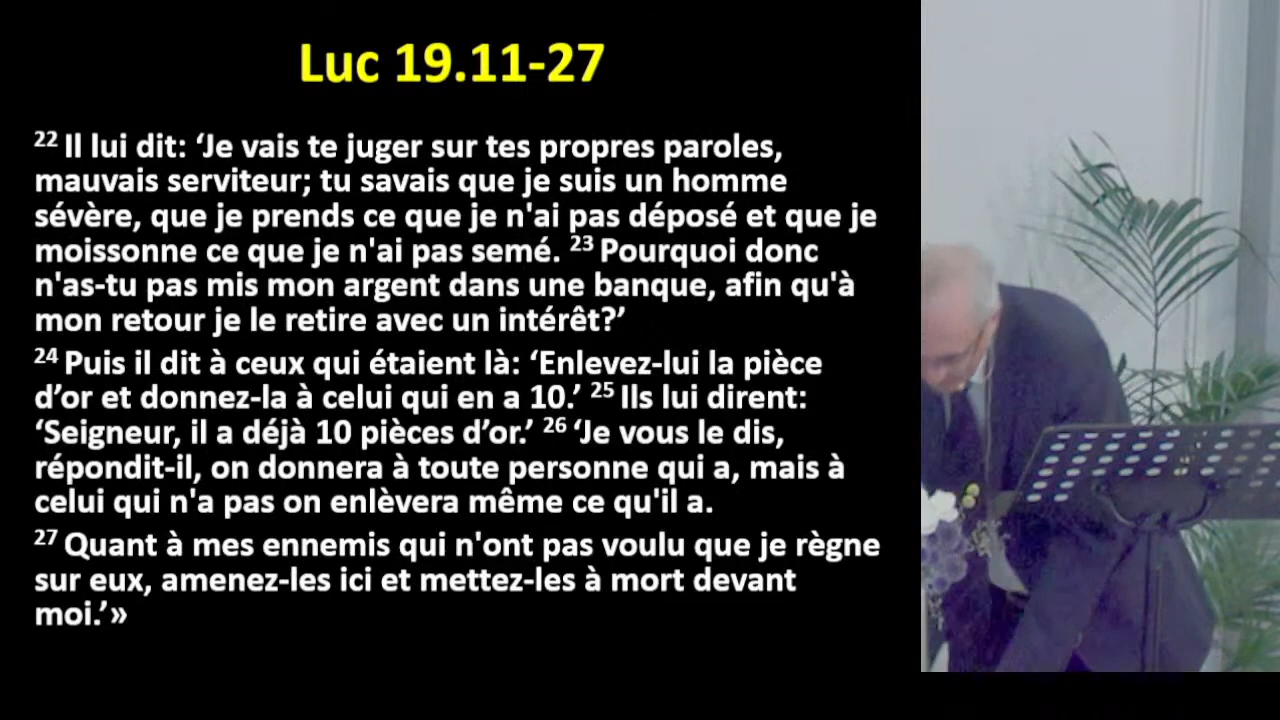 Luc 19.11-27
22 Il lui dit: ‘Je vais te juger sur tes propres paroles,
mauvais serviteur; tu savais que je suis un homme
sévère, que je prends ce que je n'ai pas déposé et que je
moissonne ce que je n'ai pas semé. 23 Pourquoi donc
n'as-tu pas mis mon argent dans une banque, afin qu'à
mon retour je le retire avec un intérêt?’
24 Puis il dit à ceux qui étaient là: ‘Enlevez-lui la pièce
d’or et donnez-la à celui qui en a 10.’ 25 Ils lui dirent:
‘Seigneur, il a déjà 10 pièces d’or.’ 26 ‘Je vous le dis,
répondit-il, on donnera à toute personne qui a, mais à
celui qui n'a pas on enlèvera même ce qu'il a.
27 Quant à mes ennemis qui n'ont pas voulu que je règne
sur eux, amenez-les ici et mettez-les à mort devant
moi.’»